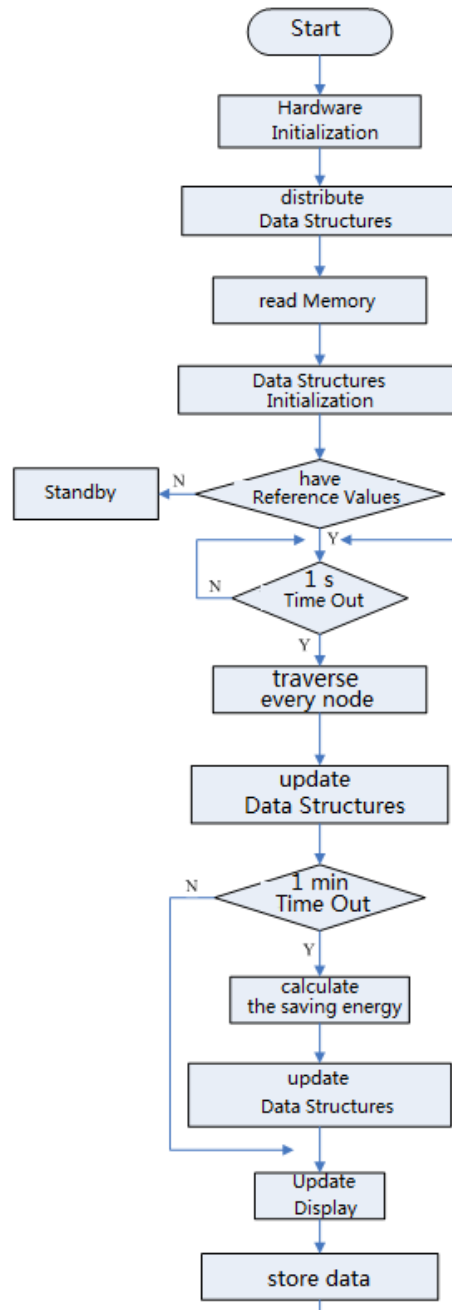 Start
Hardware
Initialization
distribute
Data Structures
read Memory
Data Structures
Initialization
have
Reference Values
N
Standby
Y
1 s
Time Out
N
Y
traverse
every node
update
Data Structures
1 min
Time Out
N
Y
calculate
the saving energy
update
Data Structures
Update
Display
store data